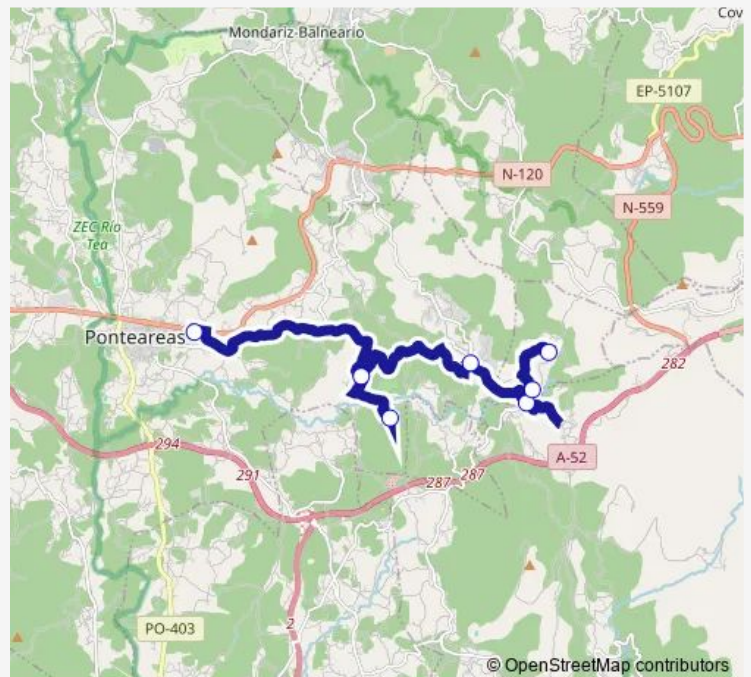 Cov
Mondariz-Balneario
EP-5107
N-120
N-559
ZEC Río
Tea
Ponteareas
282
294
291
A-52
287
287
2
PO-403
© OpenStreetMap contributors